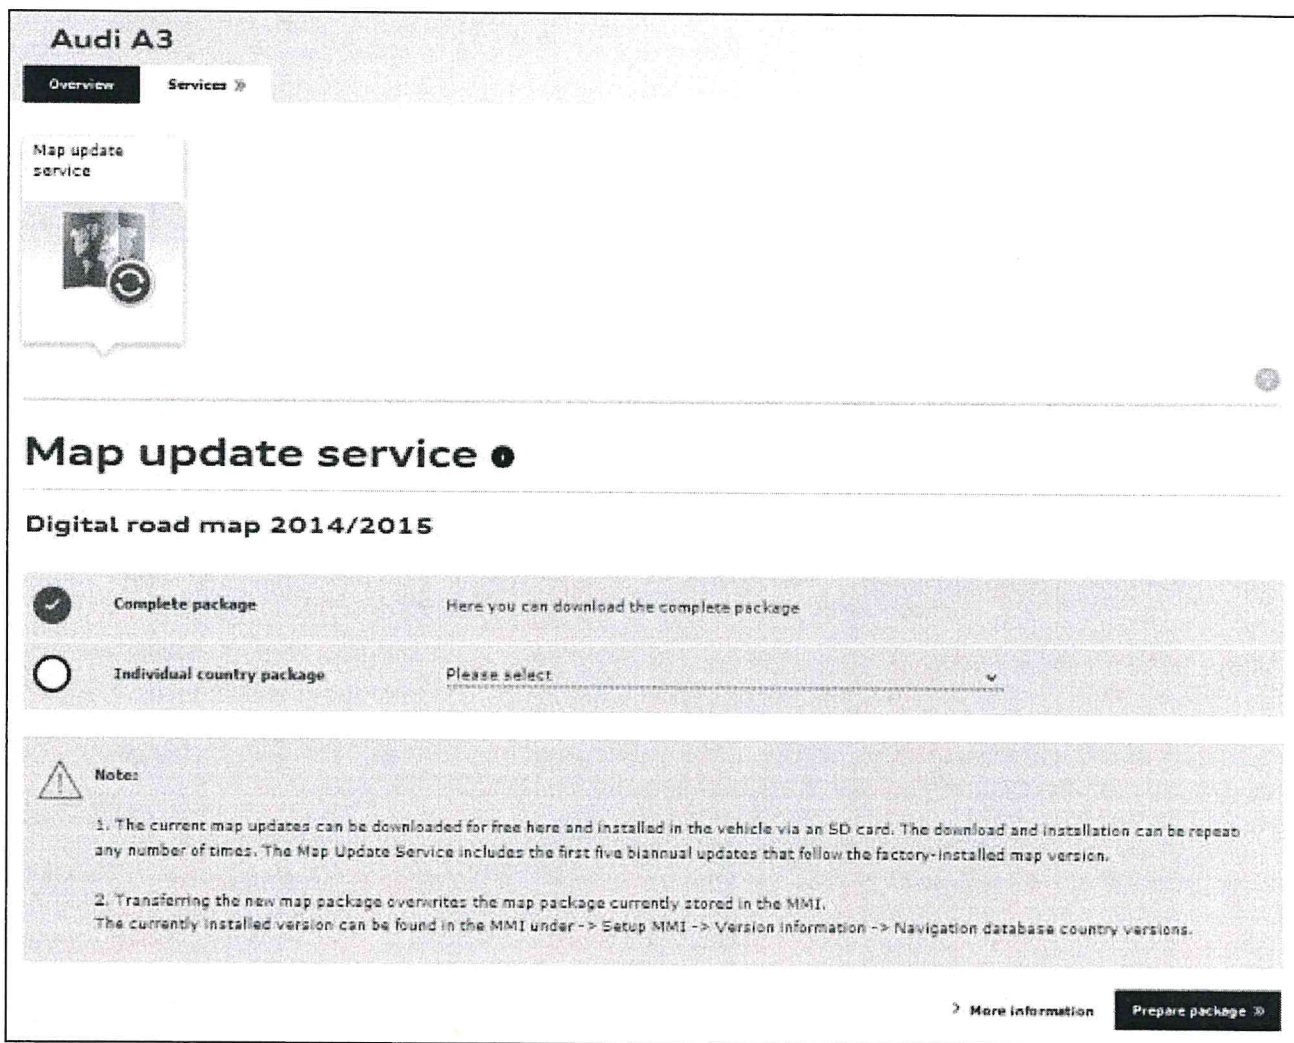 Audi A3
Overview
Services »
Map update
service
Map update service
Digital road map 2014/2015
Complete package
Here you can download the complete package
Individual country package
Please select
Note:
1. The current map updates can be downloaded for free here and installed in the vehicle via an SD card. The download and installation can be repeat
any number of times. The Map Update Service includes the first five biannual updates that follow the factory-installed map version.
2. Transferring the new map package overwrites the map package currently stored in the MMI.
The currently installed version can be found in the MMI under -> Setup MMI -> Version information -> Navigation database country versions.
> More information
Prepare package »